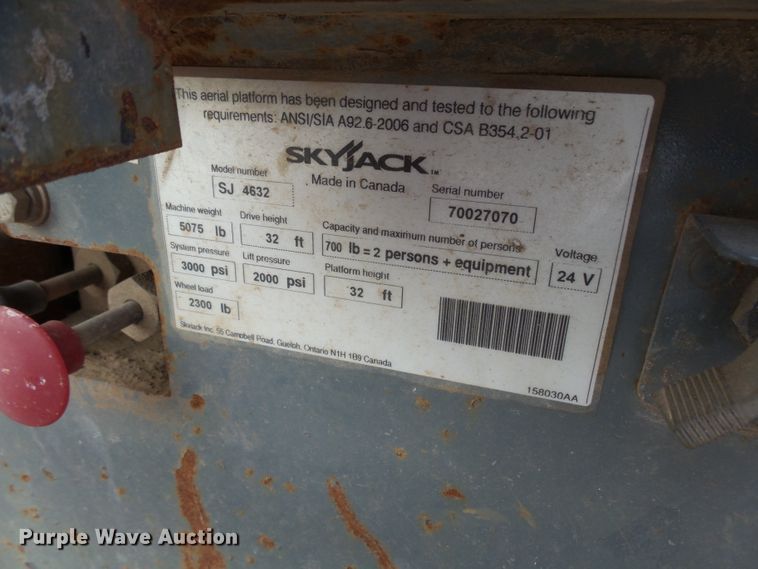 This aerial platform has been designed and tested to the following
requirements: ANSI/SIA A92.6-2006 and CSA B354.2-01
SKYJACK TM
Made in Canada
Model number
SJ 4632
Serial number
70027070
Machine weight
5075 lb
Drive height
32 ft
Capacity and maximum number of persons
700 lb = 2 persons + equipment
Voltage
24 V
System pressure
3000 psi
Lift pressure
2000 psi
Platform height
32 ft
Wheel load
2300 lb
Skyjack Inc. 55 Campbell Road, Guelph, Ontario N1H 1B9 Canada
158030AA
Purple Wave Auction